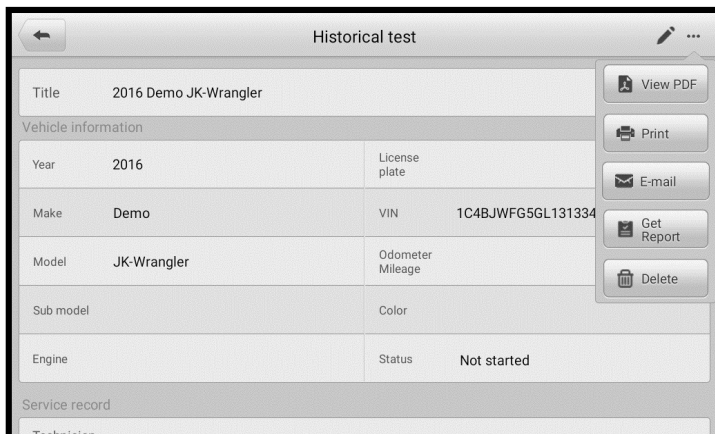 Historical test
Title 2016 Demo JK-Wrangler
View PDF
Vehicle information
Print
Year 2016
License
plate
E-mail
Make Demo
VIN 1C4BJWFG5GL131334
Get
Report
Model JK-Wrangler
Odometer
Mileage
Delete
Sub model
Color
Engine
Status Not started
Service record
Technician